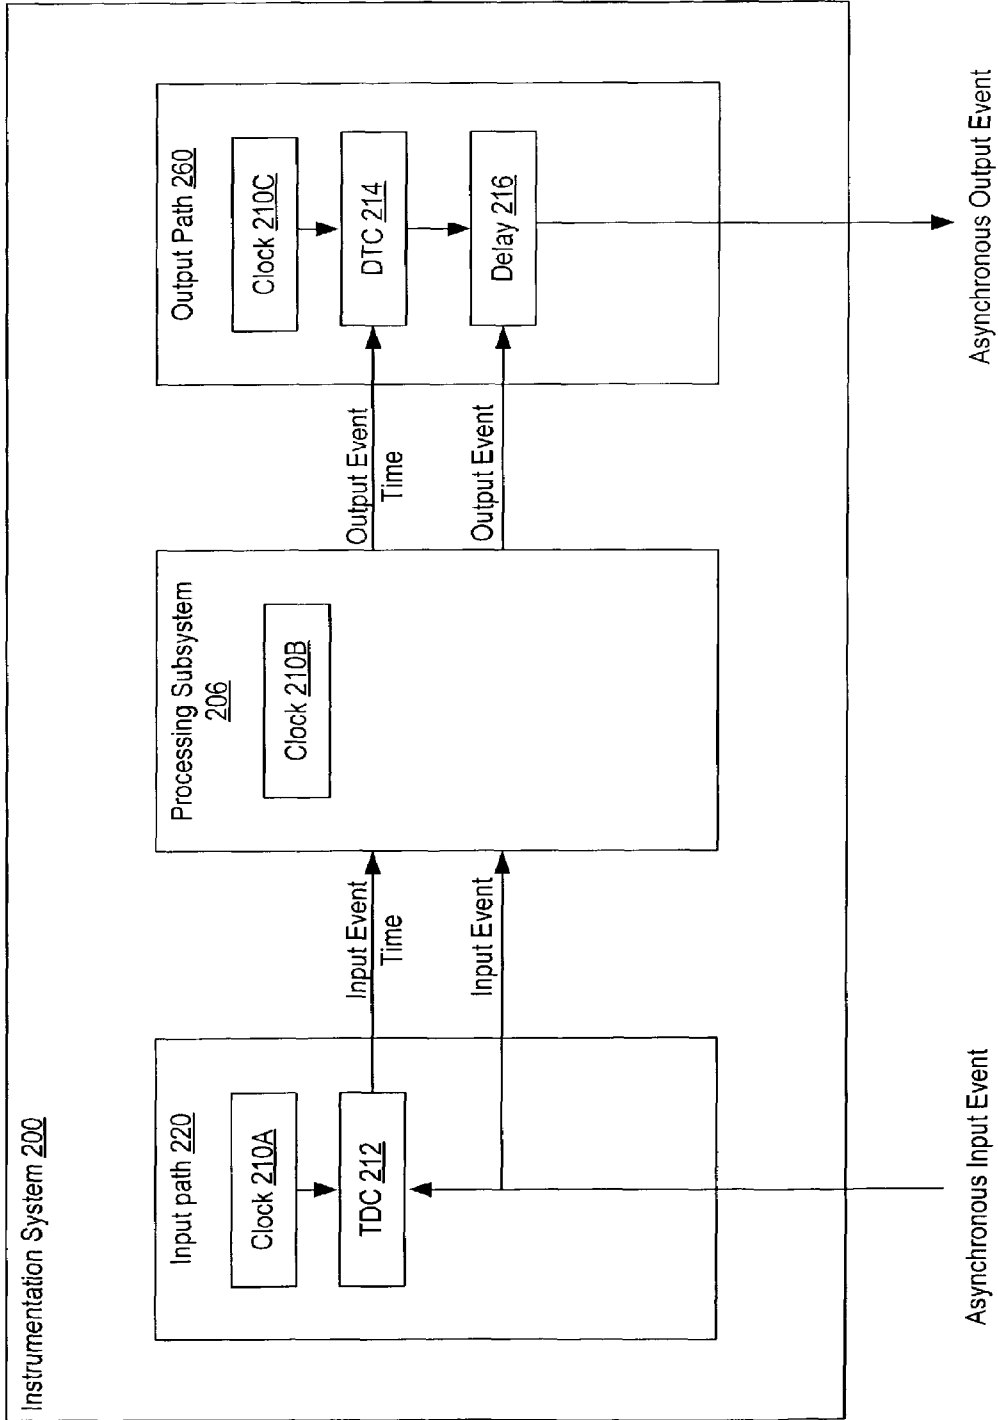 Instrumentation System 200
Input path 220
Clock 210A
TDC 212
Input Event
Time
Input Event
Processing Subsystem
206
Clock 210B
Output Event
Time
Output Event
Output Path 260
Clock 210C
DTC 214
Delay 216
Asynchronous Input Event
Asynchronous Output Event